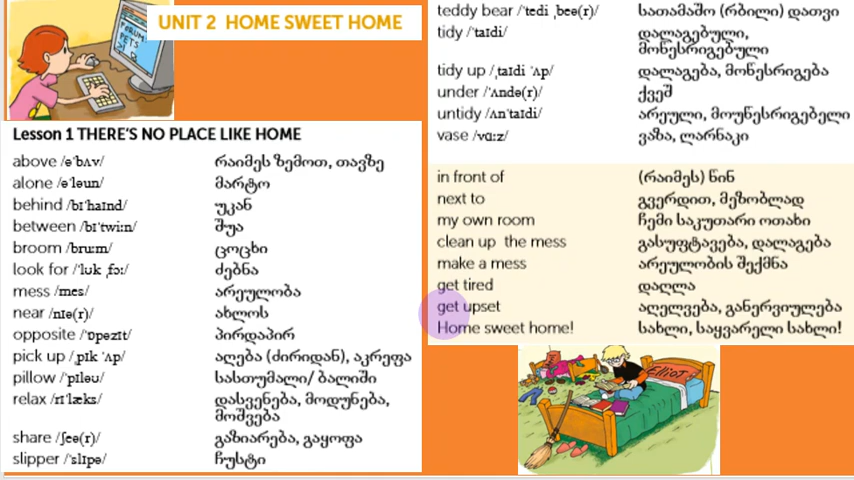 FORUM
PETS
UNIT 2 HOME SWEET HOME
Lesson 1 THERE'S NO PLACE LIKE HOME
above /əˈbʌv/ რაიმეს ზემოთ, თავზე
alone /əˈləun/ მარტო
behind /bɪˈhaɪnd/ უკან
between /bɪˈtwiːn/ შუა
broom /bruːm/ ცოცხი
look for /ˈluk ˌfɔː/ ძებნა
mess /mes/ არეულობა
near /nɪə(r)/ ახლოს
opposite /ˈɒpəzɪt/ პირდაპირ
pick up /ˌpɪk ˈʌp/ აღება (ძირიდან), აკრეფა
pillow /ˈpɪləu/ სასთუმალი/ ბალიში
relax /rɪˈlæks/ დასვენება, მოდუნება,
მოშვება
share /ʃeə(r)/ გაზიარება, გაყოფა
slipper /ˈslɪpə/ ჩუსტი
teddy bear /ˈtedi ˌbeə(r)/ სათამაშო (რბილი) დათვი
tidy /ˈtaɪdi/ დალაგებული,
მოწესრიგებული
tidy up /ˌtaɪdi ˈʌp/ დალაგება, მოწესრიგება
under /ˈʌndə(r)/ ქვეშ
untidy /ʌnˈtaɪdi/ არეული, მოუწესრიგებელი
vase /vɑːz/ ვაზა, ლარნაკი
in front of (რაიმეს) წინ
next to გვერდით, მეზობლად
my own room ჩემი საკუთარი ოთახი
clean up the mess გასუფტავება, დალაგება
make a mess არეულობის შექმნა
get tired დაღლა
get upset აღელვება, განერვიულება
Home sweet home! სახლი, საყვარელი სახლი!
Elliot